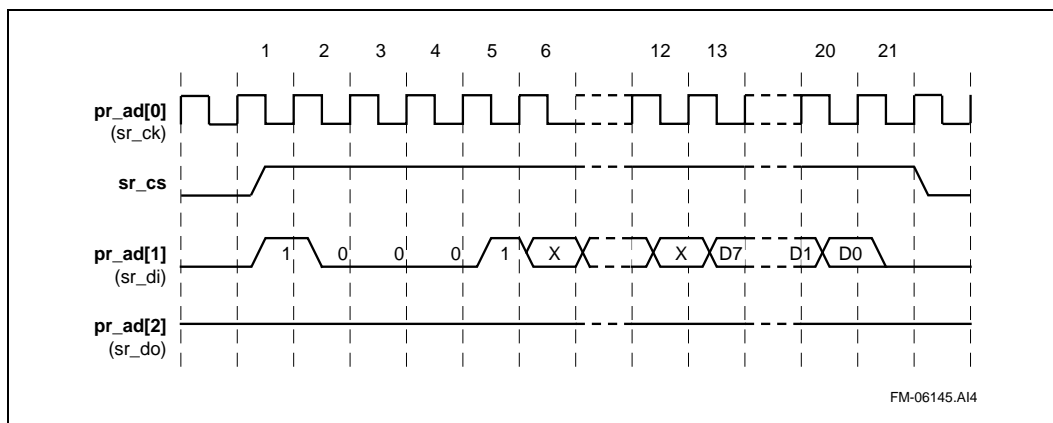 1 2 3 4 5 6 12 13 20 21
pr_ad[0]
(sr_ck)
sr_cs
pr_ad[1]
(sr_di)
1 0 0 0 1 X X D7 D1 D0
pr_ad[2]
(sr_do)
FM-06145.AI4